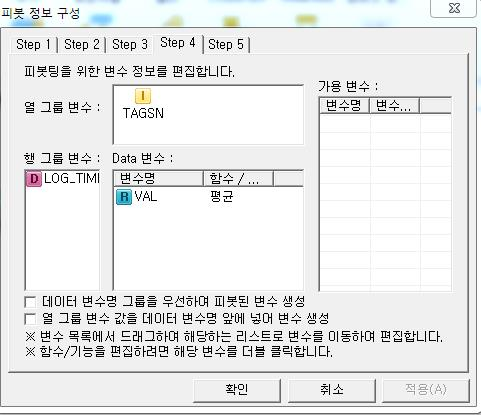 피봇 정보 구성
Step 1 Step 2 Step 3 Step 4 Step 5
피봇팅을 위한 변수 정보를 편집합니다.
가용 변수 :
변수명 변수...
열 그룹 변수 :
I
TAGSN
행 그룹 변수 : Data 변수 :
변수명 함수 / ...
D LOG_TIMI
R VAL 평균
데이터 변수명 그룹을 우선하며 피봇된 변수 생성
열 그룹 변수 값을 데이터 변수명 앞에 넣어 변수 생성
※ 변수 목록에서 드래그하여 해당하는 리스트로 변수를 이동하여 편집합니다.
※ 함수/기능을 편집하려면 해당 변수를 더블 클릭합니다.
확인 취소 적용(A)